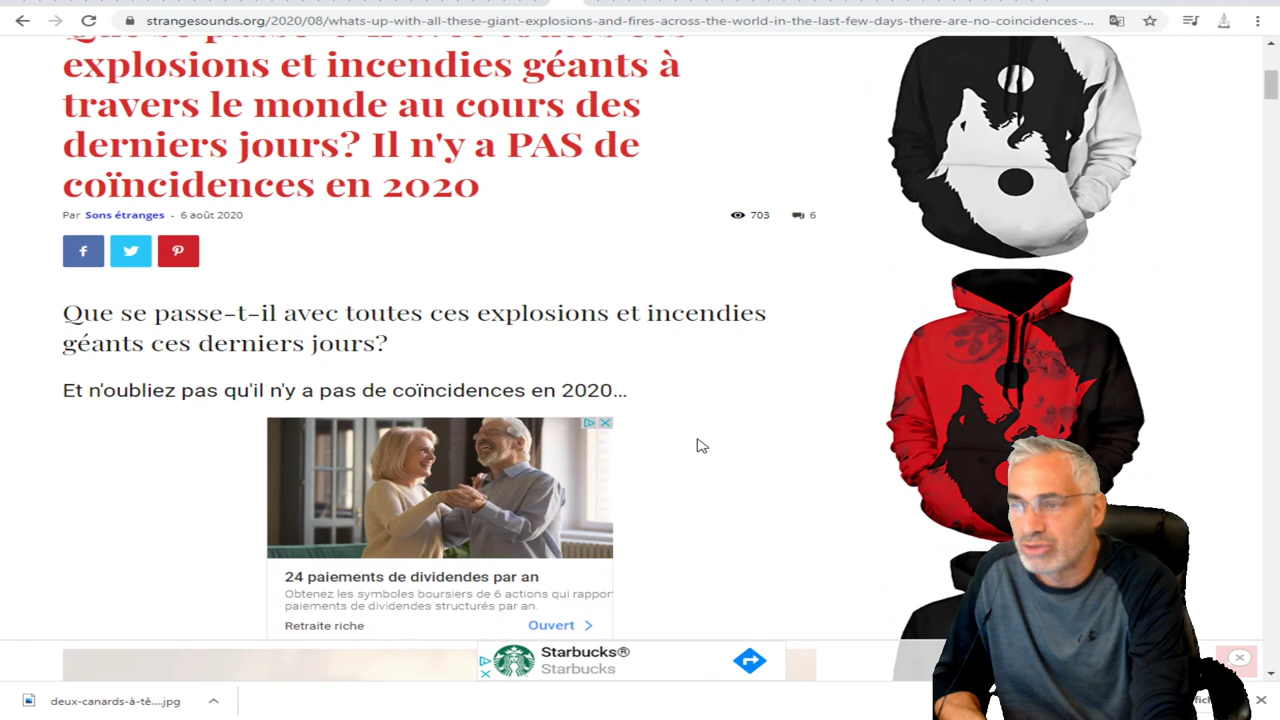 strangesounds.org/2020/08/whats-up-with-all-these-giant-explosions-and-fires-across-the-world-in-the-last-few-days-there-are-no-coincidences-...
Que se passe-t-il avec toutes ces
explosions et incendies géants à
travers le monde au cours des
derniers jours? Il n'y a PAS de
coïncidences en 2020
Par Sons étranges - 6 août 2020
703 6
Que se passe-t-il avec toutes ces explosions et incendies
géants ces derniers jours?
Et n'oubliez pas qu'il n'y a pas de coïncidences en 2020...
24 paiements de dividendes par an
Obtenez les symboles boursiers de 6 actions qui rappor
paiements de dividendes structurés par an.
Retraite riche Ouvert
Starbucks®
Starbucks
deux-canards-à-tê....jpg